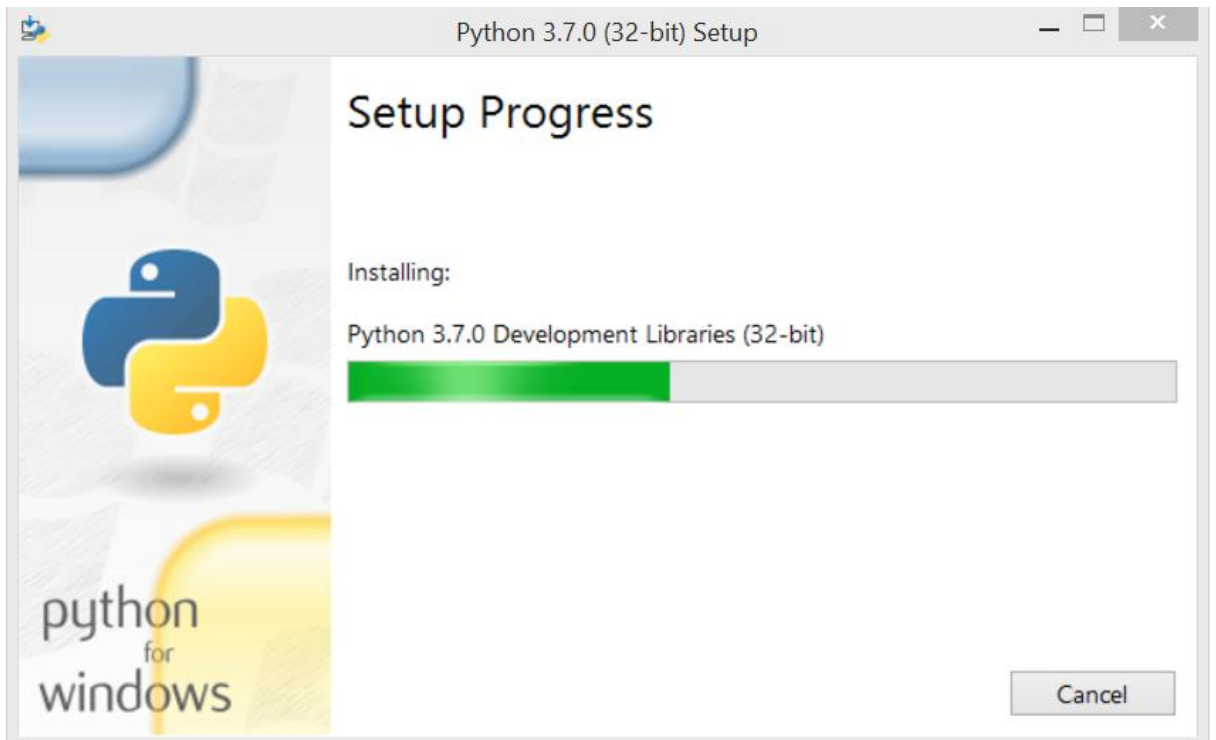 Python 3.7.0 (32-bit) Setup
Setup Progress
Installing:
Python 3.7.0 Development Libraries (32-bit)
python
for
windows
Cancel